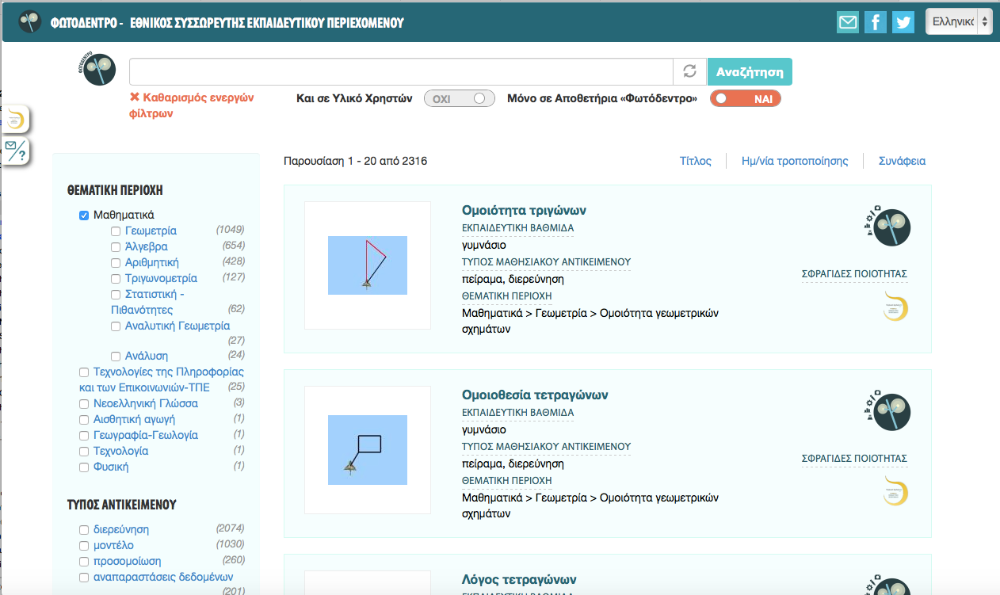 ΦΩΤΟΔΕΝΤΡΟ - ΕΘΝΙΚΟΣ ΣΥΣΣΩΡΕΥΤΗΣ ΕΚΠΑΙΔΕΥΤΙΚΟΥ ΠΕΡΙΕΧΟΜΕΝΟΥ
Ελληνικά
ΦΩΤΟΔΕΝΤΡΟ
Αναζήτηση
✖ Καθαρισμός ενεργών
φίλτρων
Και σε Υλικό Χρηστών ΟΧΙ Μόνο σε Αποθετήρια «Φωτόδεντρο» ΝΑΙ
Παρουσίαση 1 - 20 από 2316
Τίτλος Ημ/νία τροποποίησης Συνάφεια
ΘΕΜΑΤΙΚΗ ΠΕΡΙΟΧΗ
Μαθηματικά
Γεωμετρία (1049)
Άλγεβρα (654)
Αριθμητική (428)
Τριγωνομετρία (127)
Στατιστική -
Πιθανότητες (62)
Αναλυτική Γεωμετρία
(27)
Ανάλυση (24)
Τεχνολογίες της Πληροφορίας
και των Επικοινωνιών-ΤΠΕ (25)
Νεοελληνική Γλώσσα (3)
Αισθητική αγωγή (1)
Γεωγραφία-Γεωλογία (1)
Τεχνολογία (1)
Φυσική (1)
ΤΥΠΟΣ ΑΝΤΙΚΕΙΜΕΝΟΥ
διερεύνηση (2074)
μοντέλο (1030)
προσομοίωση (260)
αναπαραστάσεις δεδομένων
(201)
Ομοιότητα τριγώνων
ΕΚΠΑΙΔΕΥΤΙΚΗ ΒΑΘΜΙΔΑ
γυμνάσιο
ΤΥΠΟΣ ΜΑΘΗΣΙΑΚΟΥ ΑΝΤΙΚΕΙΜΕΝΟΥ
πείραμα, διερεύνηση
ΘΕΜΑΤΙΚΗ ΠΕΡΙΟΧΗ
Μαθηματικά > Γεωμετρία > Ομοιότητα γεωμετρικών
σχημάτων
ΣΦΡΑΓΙΔΕΣ ΠΟΙΟΤΗΤΑΣ
Ομοιοθεσία τετραγώνων
ΕΚΠΑΙΔΕΥΤΙΚΗ ΒΑΘΜΙΔΑ
γυμνάσιο
ΤΥΠΟΣ ΜΑΘΗΣΙΑΚΟΥ ΑΝΤΙΚΕΙΜΕΝΟΥ
πείραμα, διερεύνηση
ΘΕΜΑΤΙΚΗ ΠΕΡΙΟΧΗ
Μαθηματικά > Γεωμετρία > Ομοιότητα γεωμετρικών
σχημάτων
ΣΦΡΑΓΙΔΕΣ ΠΟΙΟΤΗΤΑΣ
Λόγος τετραγώνων
ΕΚΠΑΙΔΕΥΤΙΚΗ ΒΑΘΜΙΔΑ